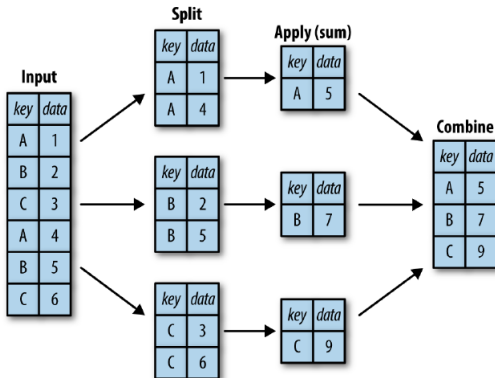 Input
key data
A 1
B 2
C 3
A 4
B 5
C 6
Split
key data
A 1
A 4
key data
B 2
B 5
key data
C 3
C 6
Apply (sum)
key data
A 5
key data
B 7
key data
C 9
Combine
key data
A 5
B 7
C 9